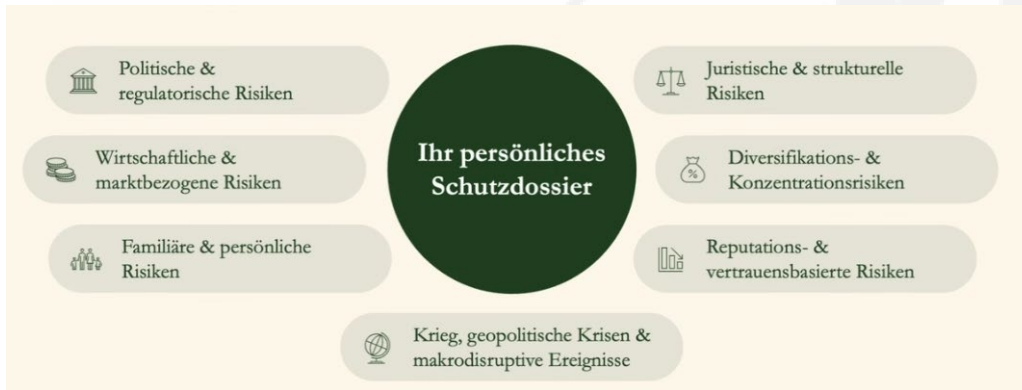 Politische &
regulatorische Risiken
Wirtschaftliche &
marktbezogene Risiken
Familiäre & persönliche
Risiken
Ihr persönliches
Schutzdossier
Juristische & strukturelle
Risiken
Diversifikations- &
Konzentrationsrisiken
Reputations- &
vertrauensbasierte Risiken
Krieg, geopolitische Krisen &
makrodisruptive Ereignisse